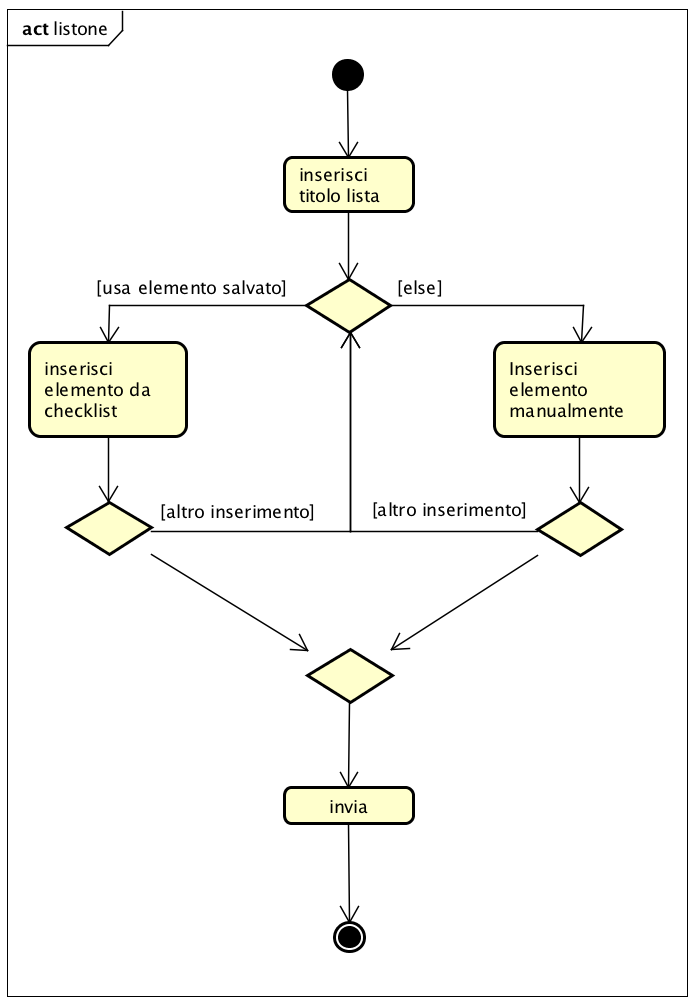 act listone
inserisci
titolo lista
[usa elemento salvato]
[else]
inserisci
elemento da
checklist
Inserisci
elemento
manualmente
[altro inserimento]
[altro inserimento]
invia